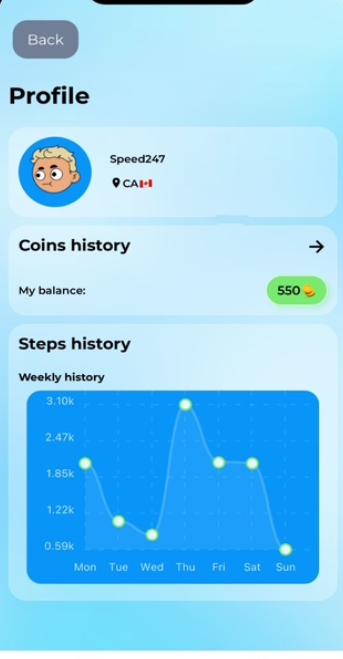 Back
Profile
Speed247
CA
Coins history
My balance: 550
Steps history
Weekly history
3.10k
2.47k
1.85k
1.22k
0.59k
Mon Tue Wed Thu Fri Sat Sun